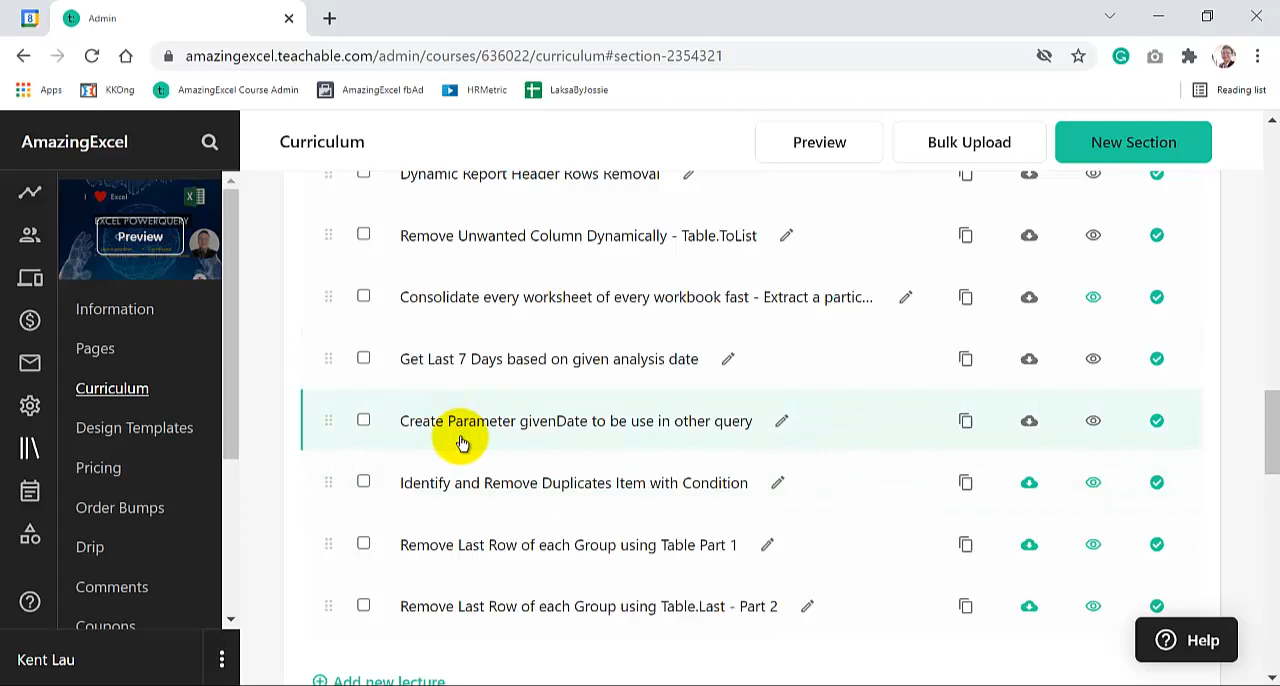 8
t: Admin
amazingexcel.teachable.com/admin/courses/636022/curriculum#section-2354321
Apps KKOng t: AmazingExcel Course Admin AmazingExcel fbAd HRMetric LaksaByJossie Reading list
AmazingExcel
Curriculum
Preview
Bulk Upload
New Section
I Excel
EXCEL POWERQUERY
Preview
Information
Pages
Curriculum
Design Templates
Pricing
Order Bumps
Drip
Comments
Coupons
Kent Lau
Dynamic Report Header Rows Removal
Remove Unwanted Column Dynamically - Table.ToList
Consolidate every worksheet of every workbook fast - Extract a partic...
Get Last 7 Days based on given analysis date
Create Parameter givenDate to be use in other query
Identify and Remove Duplicates Item with Condition
Remove Last Row of each Group using Table Part 1
Remove Last Row of each Group using Table.Last - Part 2
Add new lecture
Help